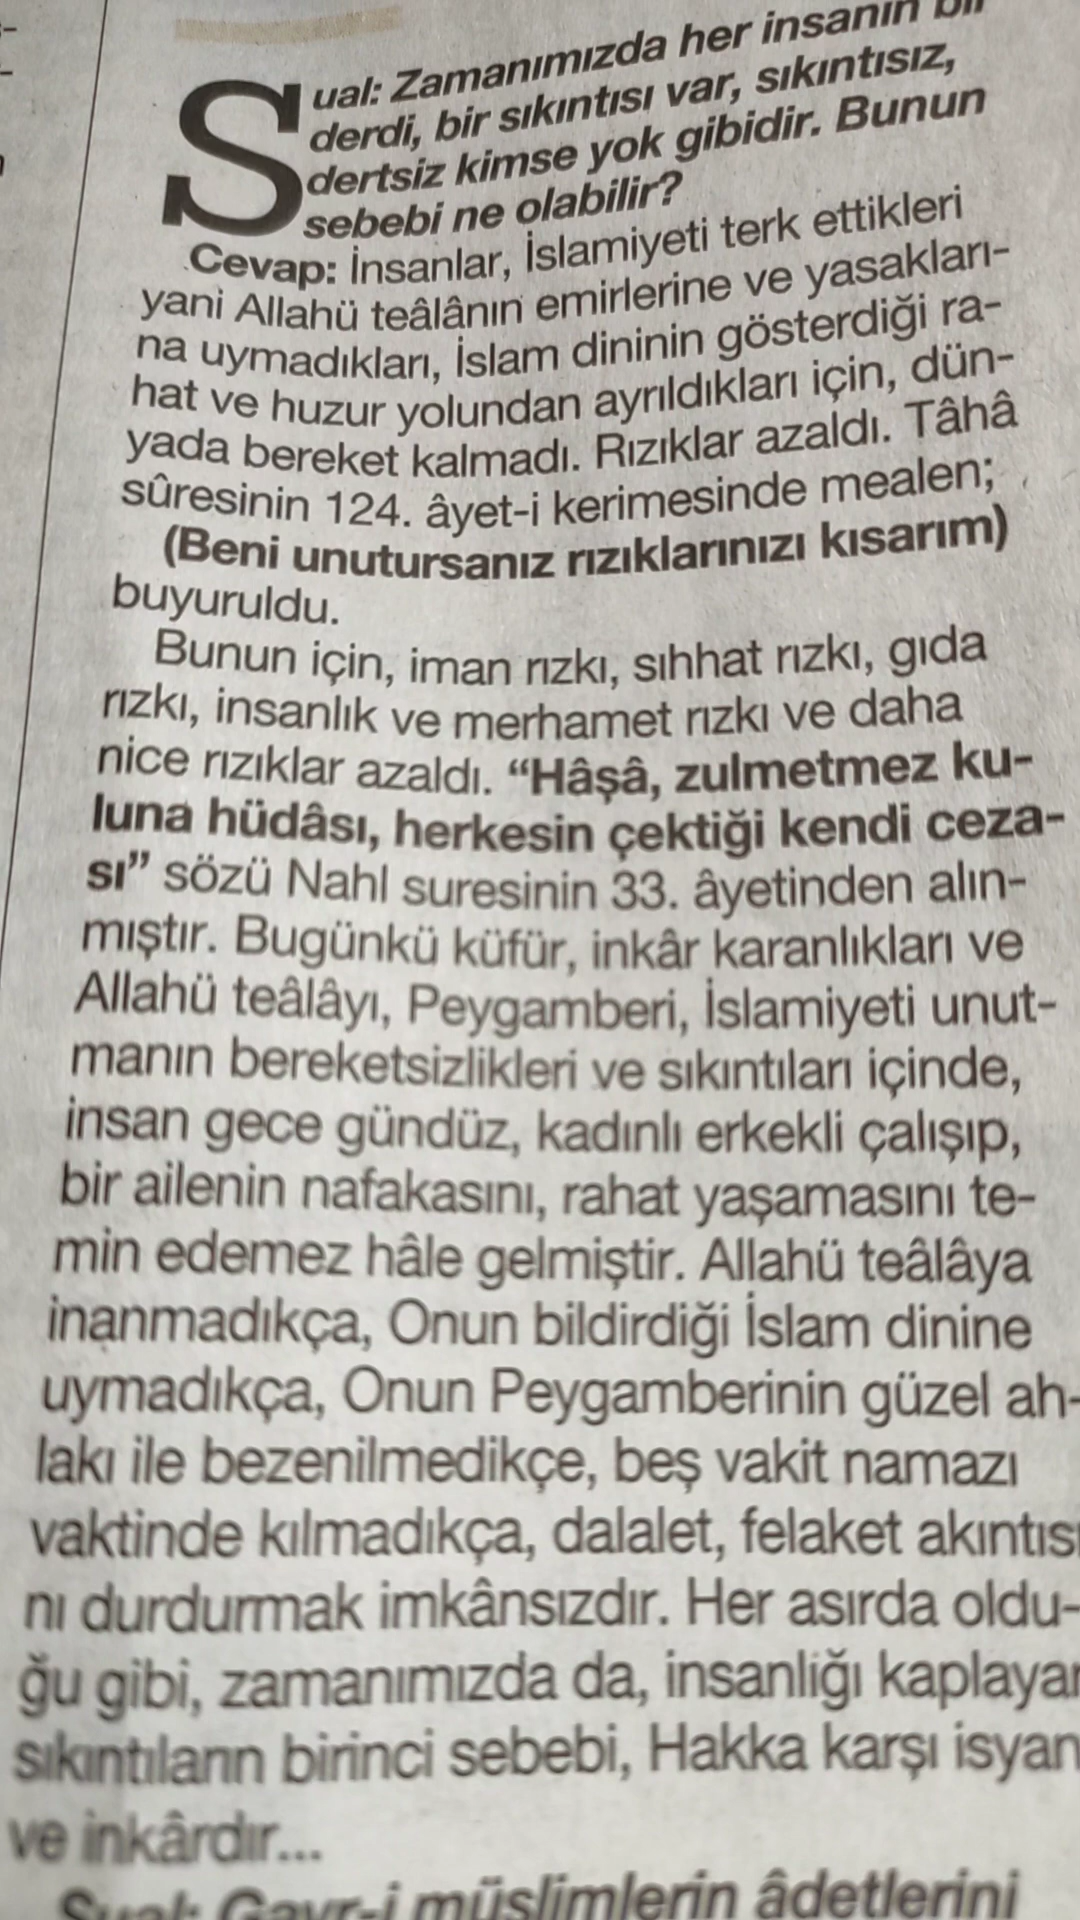 Sual: Zamanımızda her insanın bir
derdi, bir sıkıntısı var, sıkıntısız,
dertsiz kimse yok gibidir. Bunun
sebebi ne olabilir?
Cevap: İnsanlar, İslamiyeti terk ettikleri
yani Allahü teâlânın emirlerine ve yasakları-
na uymadıkları, İslam dininin gösterdiği ra-
hat ve huzur yolundan ayrıldıkları için, dün-
yada bereket kalmadı. Rızıklar azaldı. Tâhâ
sûresinin 124. âyet-i kerimesinde mealen;
(Beni unutursanız rızıklarınızı kısarım)
buyuruldu.
Bunun için, iman rızkı, sıhhat rızkı, gıda
rızkı, insanlık ve merhamet rızkı ve daha
nice rızıklar azaldı. “Hâşâ, zulmetmez ku-
luna hüdâsı, herkesin çektiği kendi ceza-
sı” sözü Nahl suresinin 33. âyetinden alın-
mıştır. Bugünkü küfür, inkâr karanlıkları ve
Allahü teâlâyı, Peygamberi, İslamiyeti unut-
manın bereketsizlikleri ve sıkıntıları içinde,
insan gece gündüz, kadınlı erkekli çalışıp,
bir ailenin nafakasını, rahat yaşamasını te-
min edemez hâle gelmiştir. Allahü teâlâya
inanmadıkça, Onun bildirdiği İslam dinine
uymadıkça, Onun Peygamberinin güzel ah-
lakı ile bezenilmedikçe, beş vakit namazı
vaktinde kılmadıkça, dalalet, felaket akıntısı
nı durdurmak imkânsızdır. Her asırda oldu-
ğu gibi, zamanımızda da, insanlığı kaplayan
sıkıntıların birinci sebebi, Hakka karşı isyan
ve inkârdır...
Sual: Gayr-i müslimlerin âdetlerini